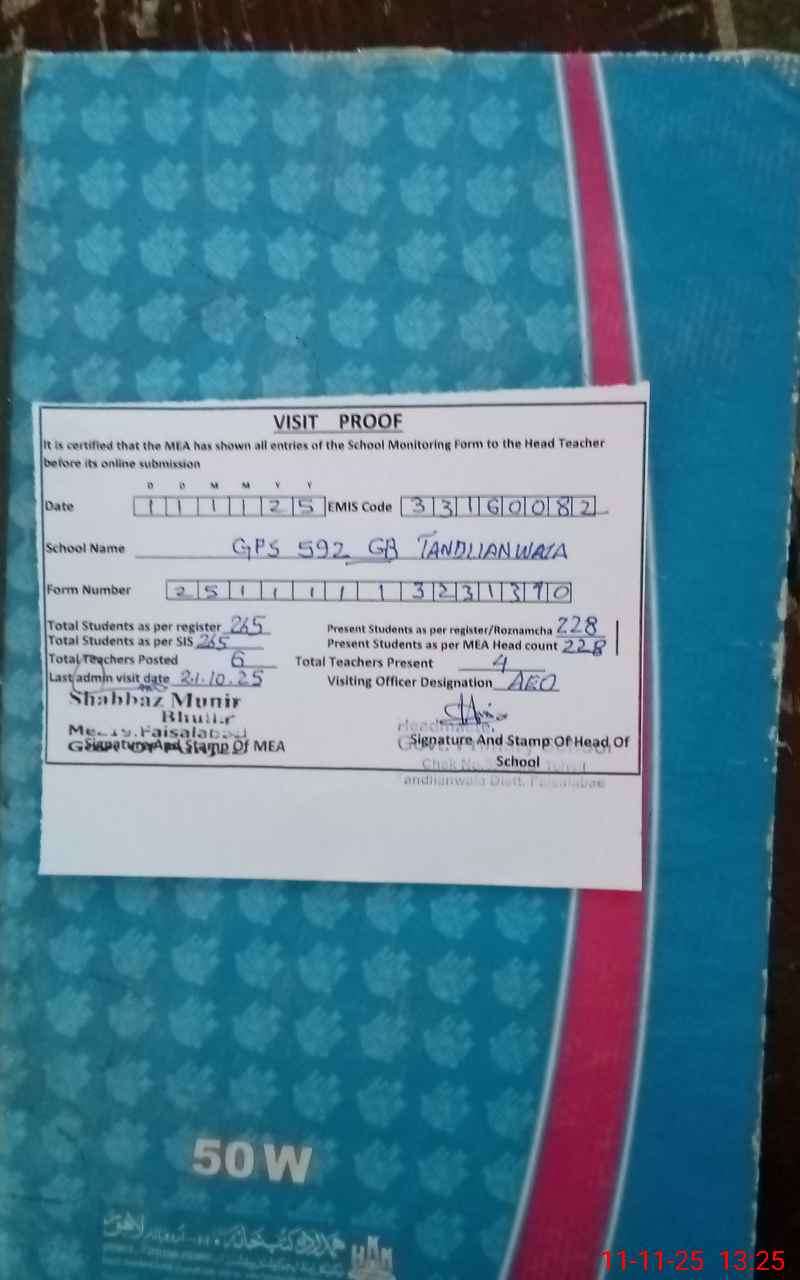 VISIT PROOF
It is certified that the MEA has shown all entries of the School Monitoring Form to the Head Teacher
before its online submission
D D M M Y Y
Date 1 1 1 1 2 5 EMIS Code 3 3 1 6 0 0 8 2
School Name GPS 592 GB TANDLIANWALA
Form Number 2 5 1 1 1 1 1 3 2 3 1 3 7 0
Total Students as per register 265 Present Students as per register/Roznamcha 228
Total Students as per SIS 265 Present Students as per MEA Head count 228
Total Teachers Posted 6 Total Teachers Present 4
Last admin visit date 21.10.25 Visiting Officer Designation AEO
Shahbaz Munir
Faisalabad
Signature And Stamp Of MEA Signature And Stamp Of Head Of
School
Chak No.
Tandlianwala Distt. Faisalabad
50 W
11-11-25 13:25